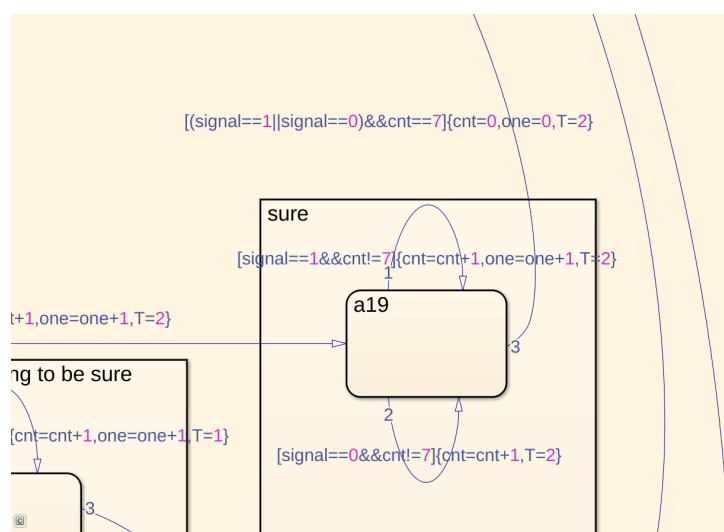 [(signal==1||signal==0)&&cnt==7]{cnt=0,one=0,T=2}
sure
[signal==1&&cnt!=7]{cnt=cnt+1,one=one+1,T=2}
1
a19
t+1,one=one+1,T=2}
3
ng to be sure
2
{cnt=cnt+1,one=one+1,T=1}
[signal==0&&cnt!=7]{cnt=cnt+1,T=2}
3